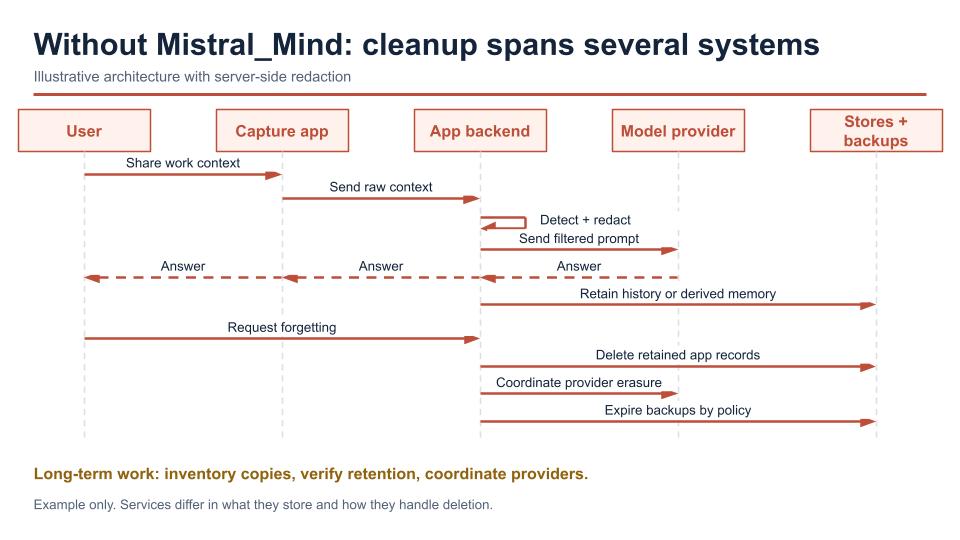 Without Mistral_Mind: cleanup spans several systems
Illustrative architecture with server-side redaction
User
Capture app
App backend
Model provider
Stores +
backups
Share work context
Send raw context
Detect + redact
Send filtered prompt
Answer
Answer
Answer
Retain history or derived memory
Request forgetting
Delete retained app records
Coordinate provider erasure
Expire backups by policy
Long-term work: inventory copies, verify retention, coordinate providers.
Example only. Services differ in what they store and how they handle deletion.